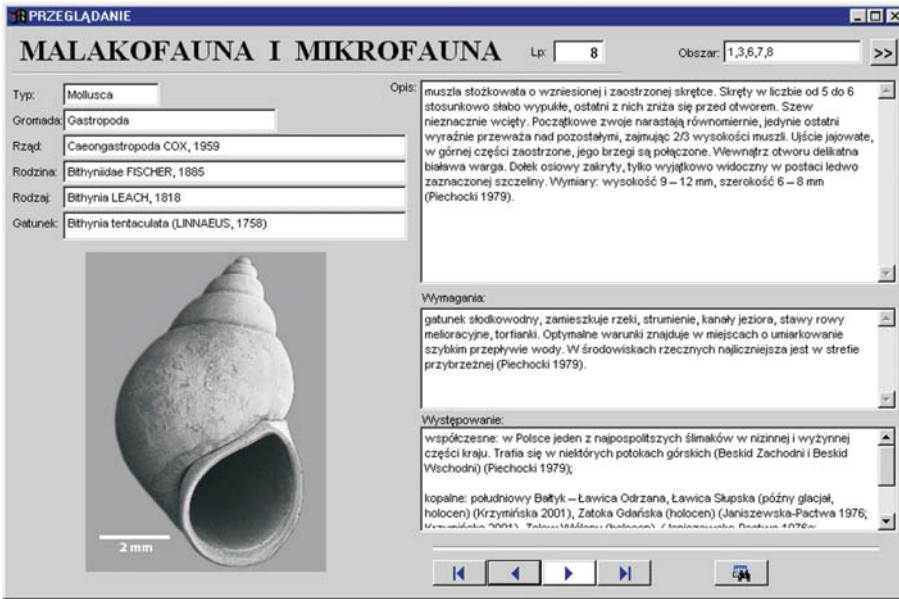 PRZEGLĄDANIE
MALAKOFAUNA I MIKROFAUNA
Lp: 8
Obszar: 1,3,6,7,8
>>
Typ: Mollusca
Gromada: Gastropoda
Rząd: Caeongastropoda COX, 1959
Rodzina: Bithyniidae FISCHER, 1885
Rodzaj: Bithynia LEACH, 1818
Gatunek: Bithynia tentaculata (LINNAEUS, 1758)
2 mm
Opis:
muszla stożkowata o wzniesionej i zaostrzonej skrętce. Skręty w liczbie od 5 do 6
stosunkowo słabo wypukłe, ostatni z nich zniża się przed otworem. Szew
nieznacznie wcięty. Początkowe zwoje narastają równomiernie, jedynie ostatni
wyraźnie przeważa nad pozostałymi, zajmując 2/3 wysokości muszli. Ujście jajowate,
w górnej części zaostrzone, jego brzegi są połączone. Wewnątrz otworu delikatna
biaława warga. Dołek osiowy zakryty, tylko wyjątkowo widoczny w postaci ledwo
zaznaczonej szczeliny. Wymiary: wysokość 9 – 12 mm, szerokość 6 – 8 mm
(Piechocki 1979).
Wymagania:
gatunek słodkowodny, zamieszkuje rzeki, strumienie, kanały jeziora, stawy rowy
melioracyjne, torfianki. Optymalne warunki znajduje w miejscach o umiarkowanie
szybkim przepływie wody. W środowiskach rzecznych najliczniejsza jest w strefie
przybrzeżnej (Piechocki 1979).
Występowanie:
współczesne: w Polsce jeden z najpospolitszych ślimaków w nizinnej i wyżynnej
części kraju. Trafia się w niektórych potokach górskich (Beskid Zachodni i Beskid
Wschodni) (Piechocki 1979);
kopalne: południowy Bałtyk – Ławica Odrzana, Ławica Słupska (późny glacjał,
holocen) (Krzymińska 2001), Zatoka Gdańska (holocen) (Janiszewska-Pactwa 1976;